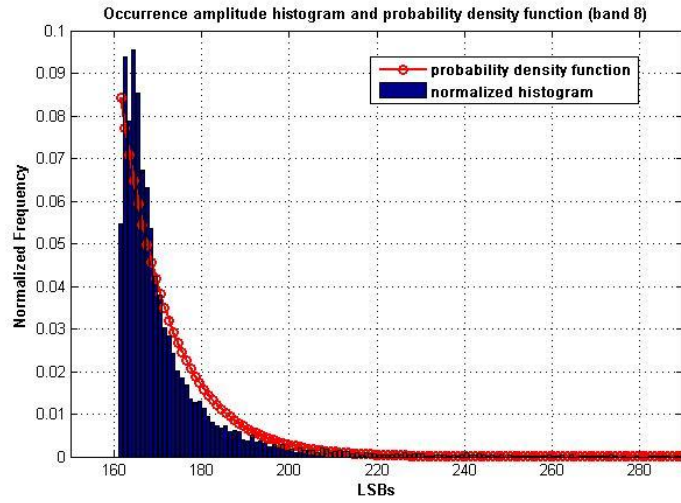 Occurrence amplitude histogram and probability density function (band 8)
0.1
0.09
0.08
0.07
0.06
0.05
0.04
0.03
0.02
0.01
0
Normalized Frequency
probability density function
normalized histogram
160 180 200 220 240 260 280
LSBs